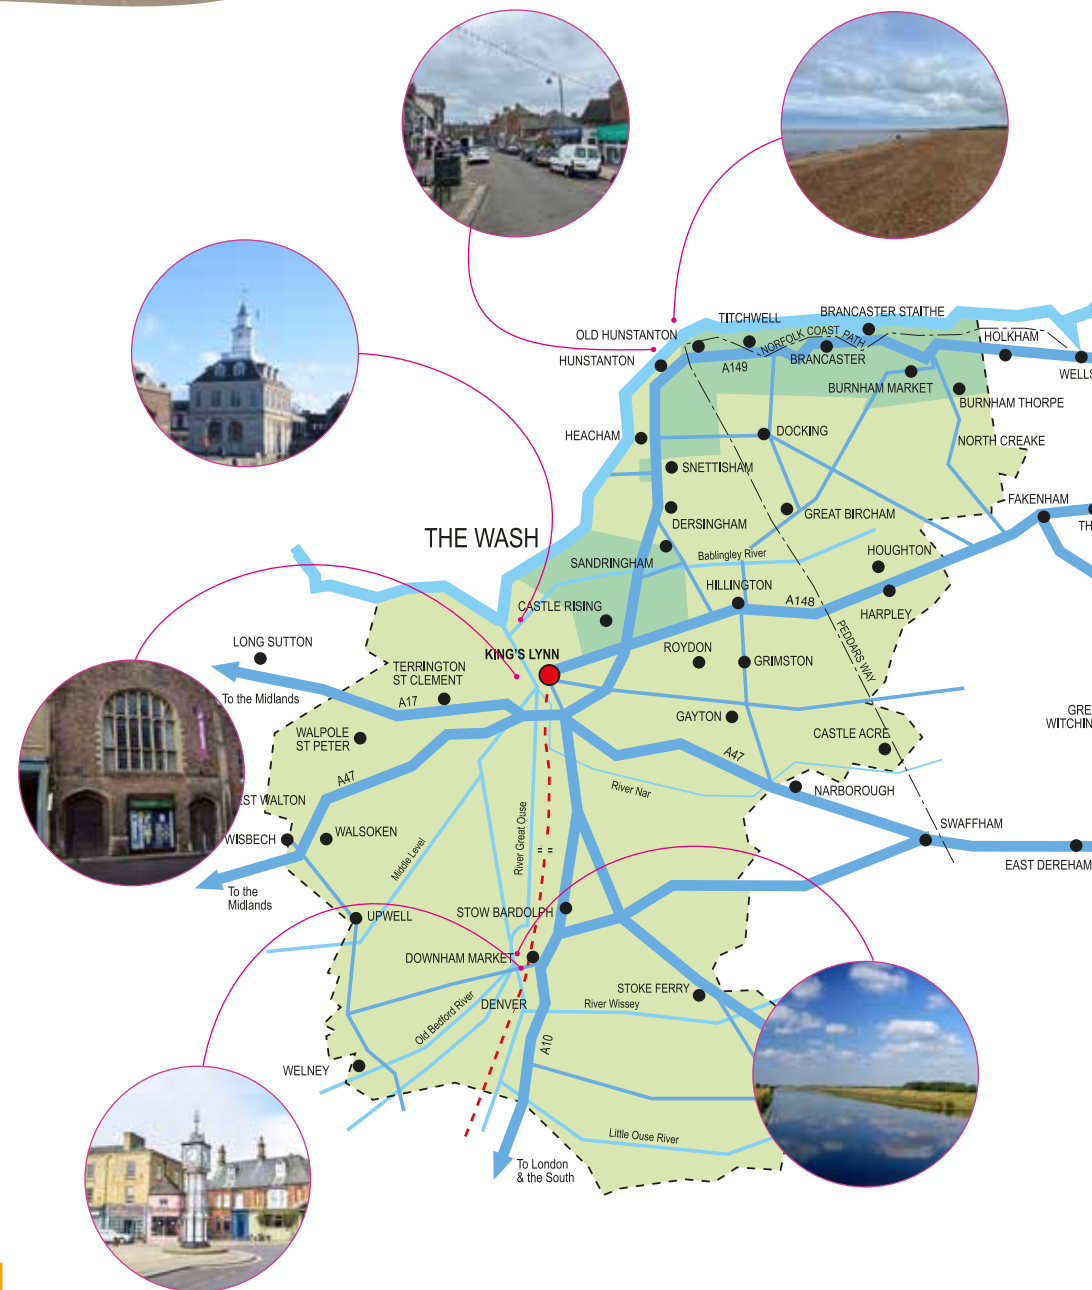 BRANCASTER STAITHE
TITCHWELL
OLD HUNSTANTON
NORFOLK COAST PATH
HOLKHAM
HUNSTANTON
BRANCASTER
A149
WELLS
BURNHAM MARKET
BURNHAM THORPE
HEACHAM
DOCKING
NORTH CREAKE
SNETTISHAM
FAKENHAM
DERSINGHAM
GREAT BIRCHAM
TH
THE WASH
SANDRINGHAM
Bablingley River
HOUGHTON
HILLINGTON
CASTLE RISING
A148
HARPLEY
PEDDARS WAY
LONG SUTTON
KING'S LYNN
ROYDON
GRIMSTON
TERRINGTON
ST CLEMENT
To the Midlands
A17
GAYTON
GREA
WITCHING
WALPOLE
ST PETER
CASTLE ACRE
A47
A47
River Nar
NARBOROUGH
EST WALTON
River Great Ouse
WISBECH
WALSOKEN
SWAFFHAM
Middle Level
EAST DEREHAM
To the
Midlands
UPWELL
STOW BARDOLPH
DOWNHAM MARKET
STOKE FERRY
DENVER
River Wissey
Old Bedford River
A10
WELNEY
Little Ouse River
To London
& the South